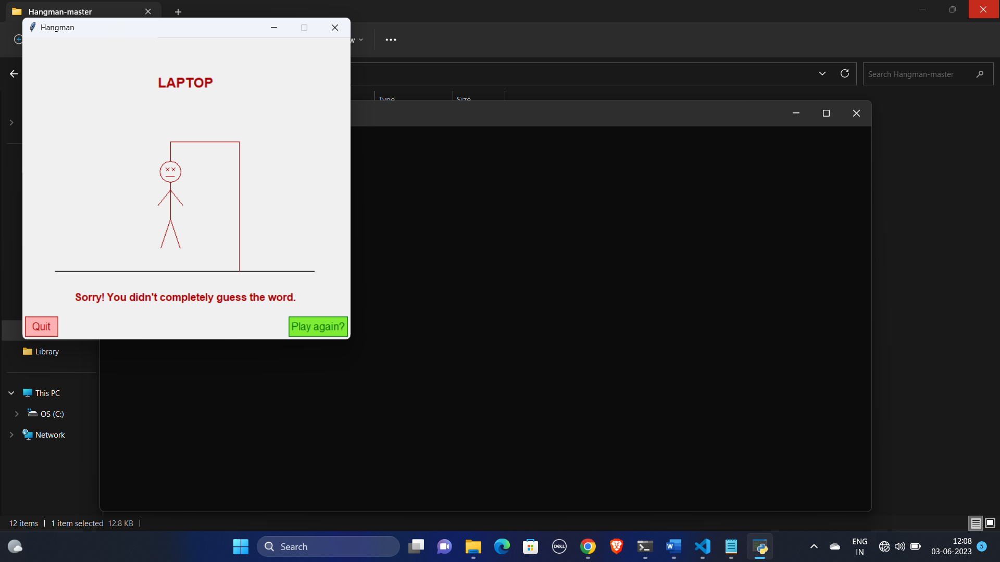 Hangman-master
Hangman
LAPTOP
Sorry! You didn't completely guess the word.
Quit
Play again?
Search Hangman-master
Type
Size
Library
This PC
OS (C:)
Network
12 items
1 item selected 12.8 KB
Search
DELL
ENG
IN
12:08
03-06-2023
5